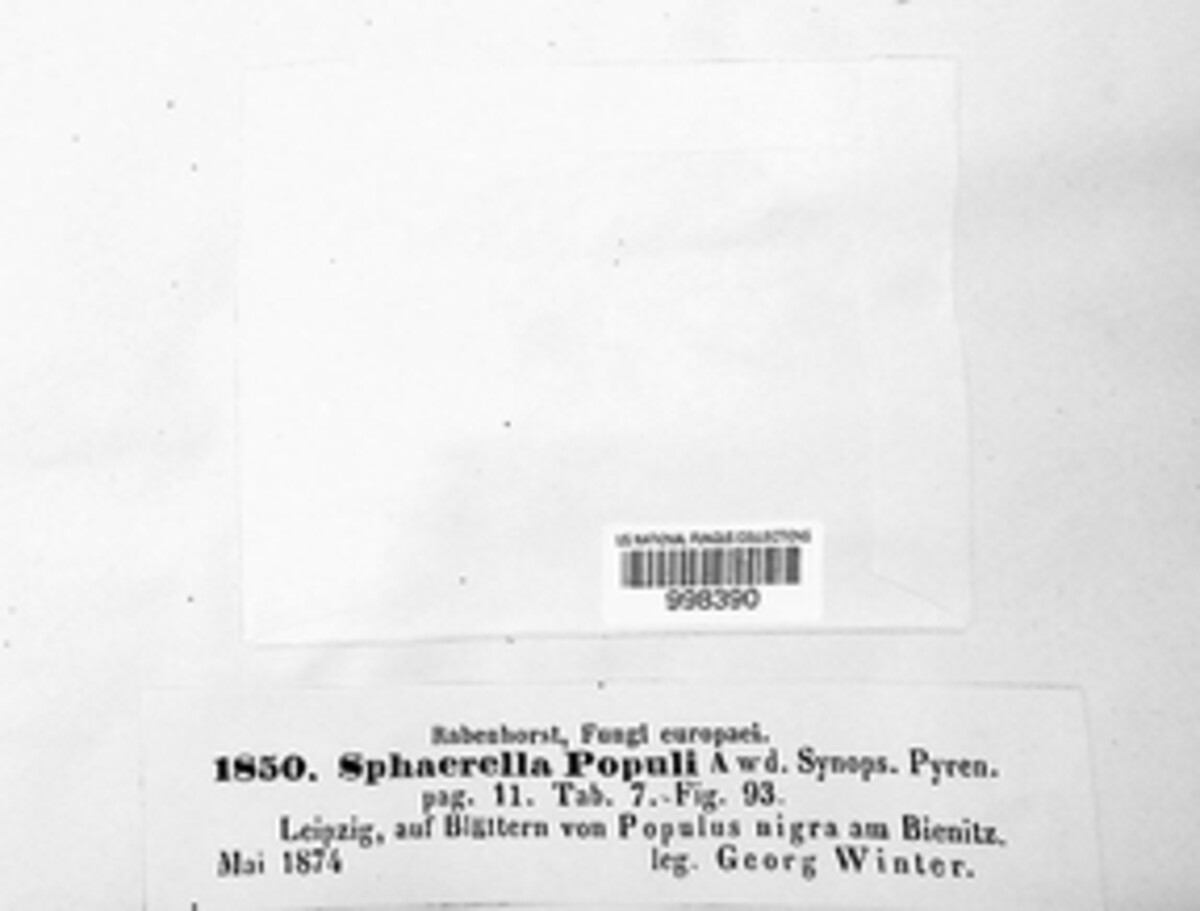 US NATIONAL FUNGUS COLLECTIONS
998390
Rabenhorst, Fungi europaei.
1850. Sphaerella Populi Awd. Synops. Pyren.
pag. 11. Tab. 7. Fig. 93.
Leipzig, auf Blättern von Populus nigra am Bienitz.
Mai 1874 leg. Georg Winter.